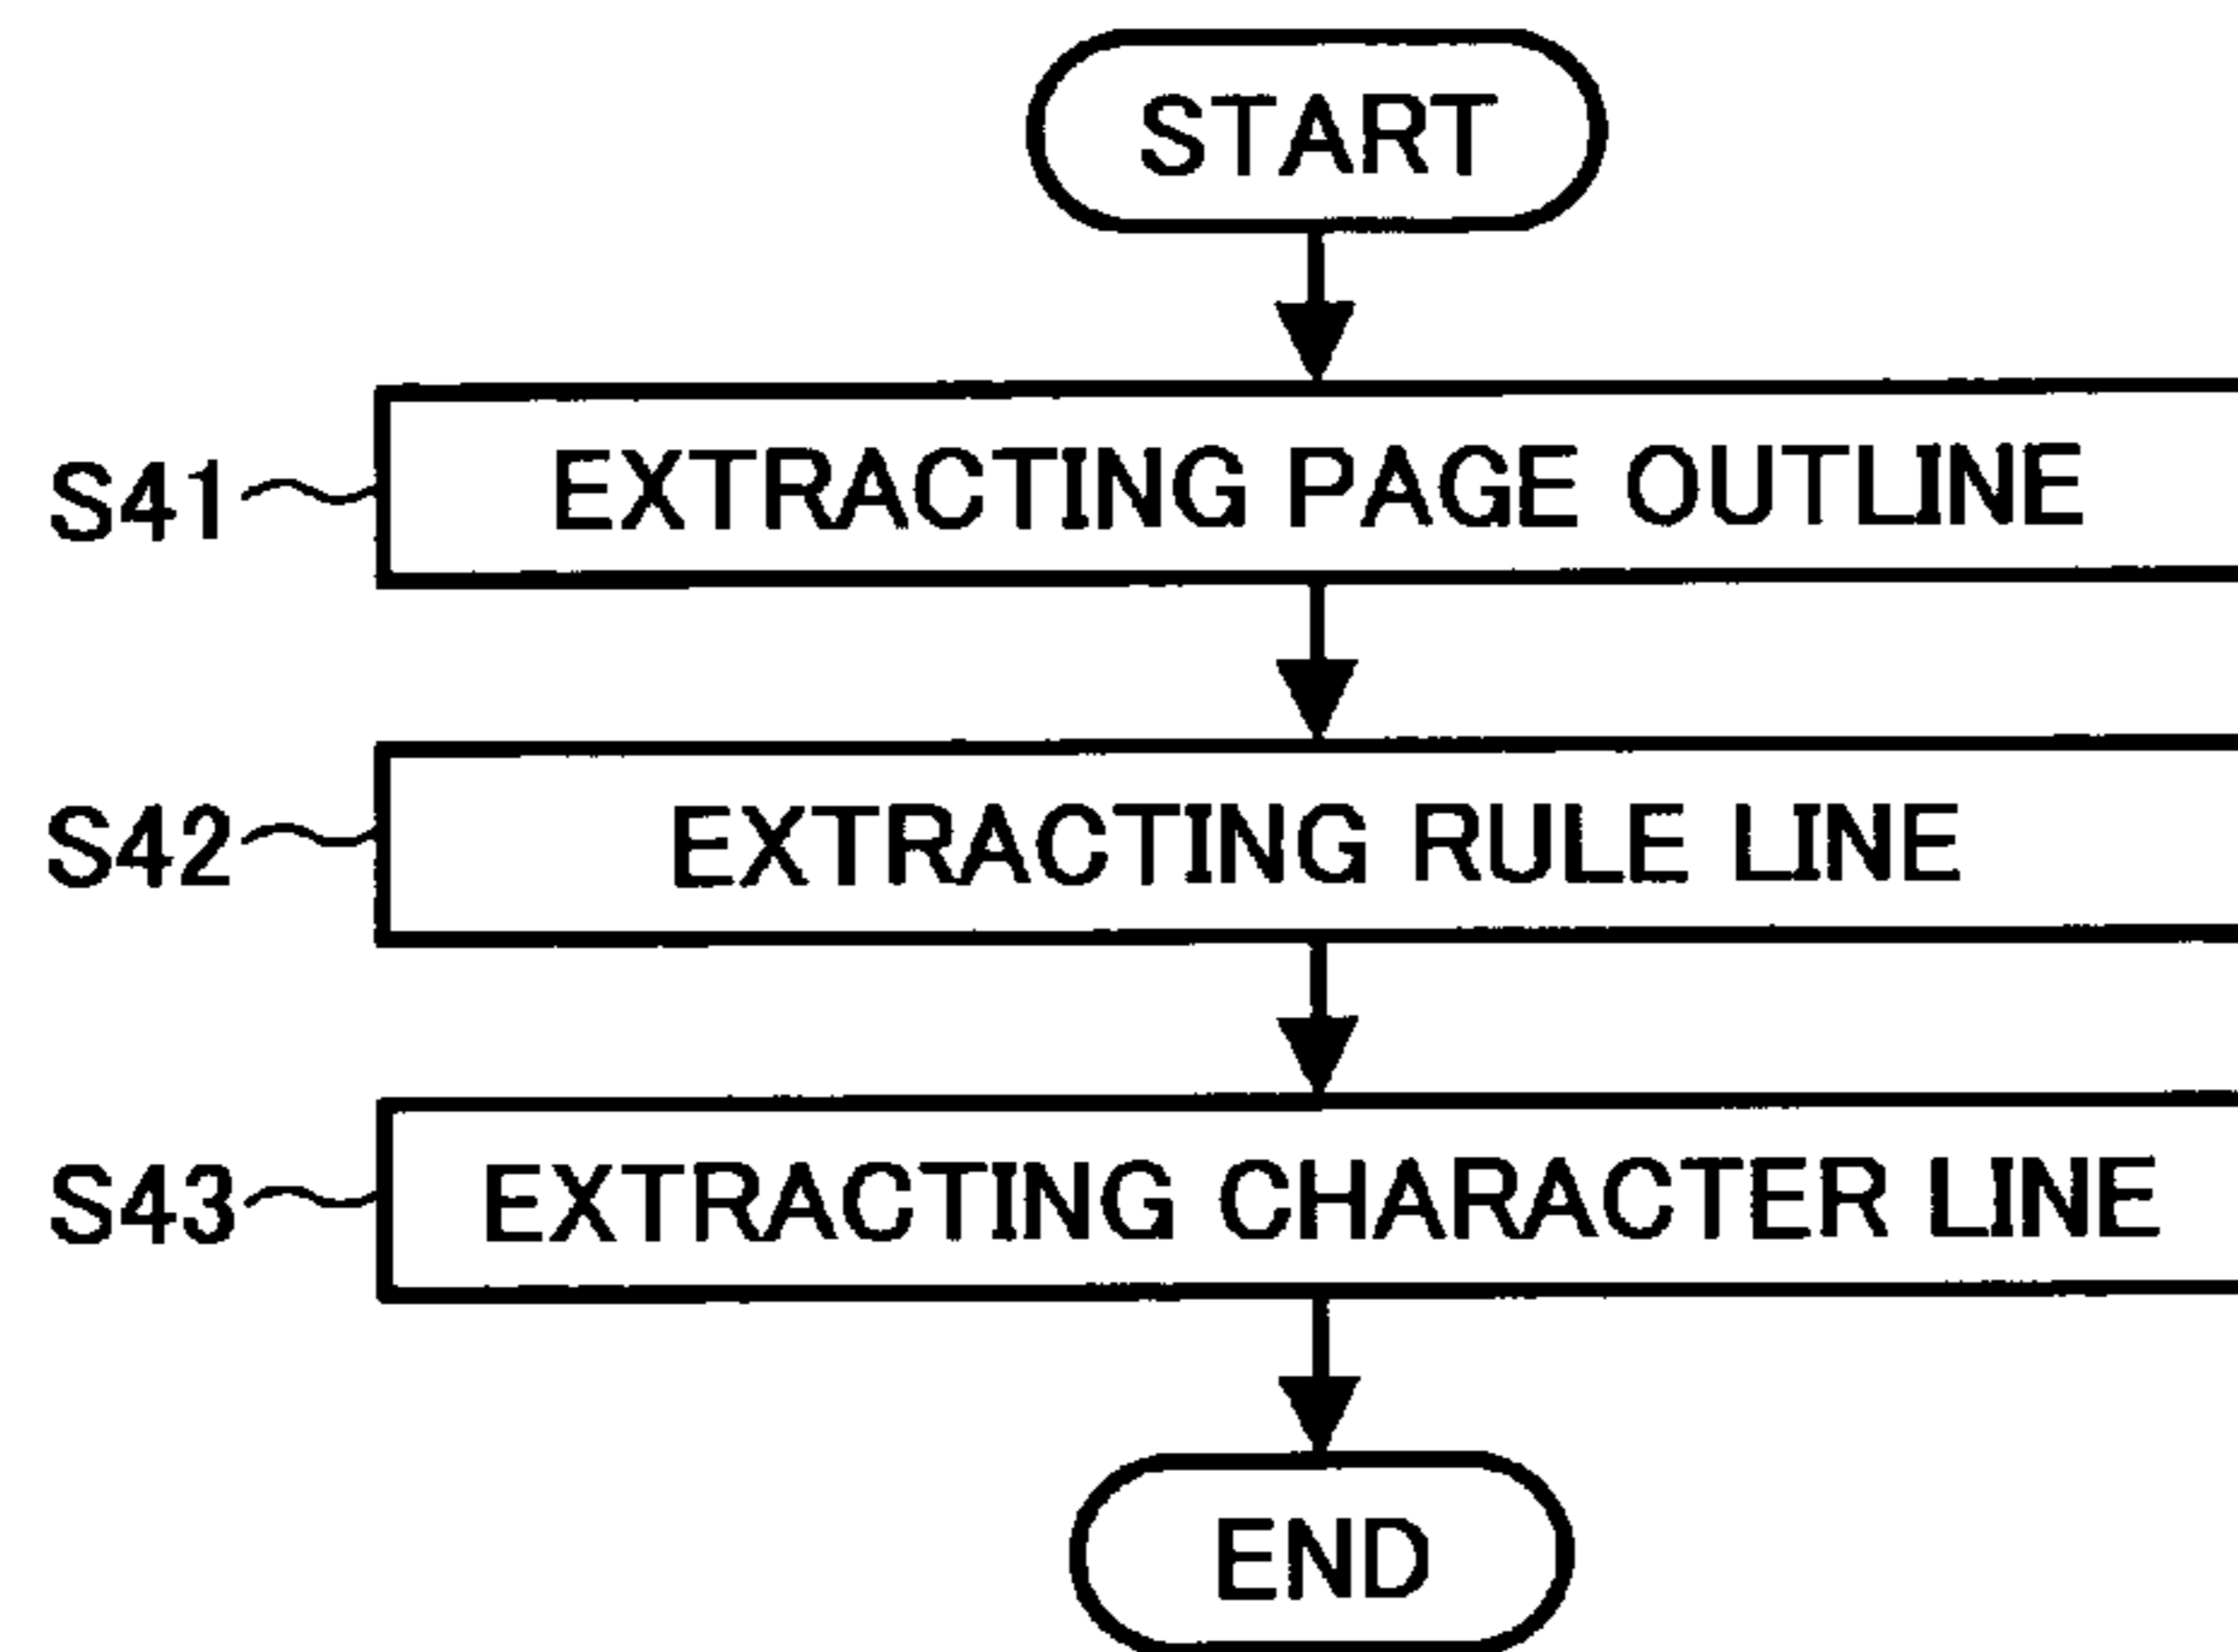 START
S41 EXTRACTING PAGE OUTLINE
S42 EXTRACTING RULE LINE
S43 EXTRACTING CHARACTER LINE
END